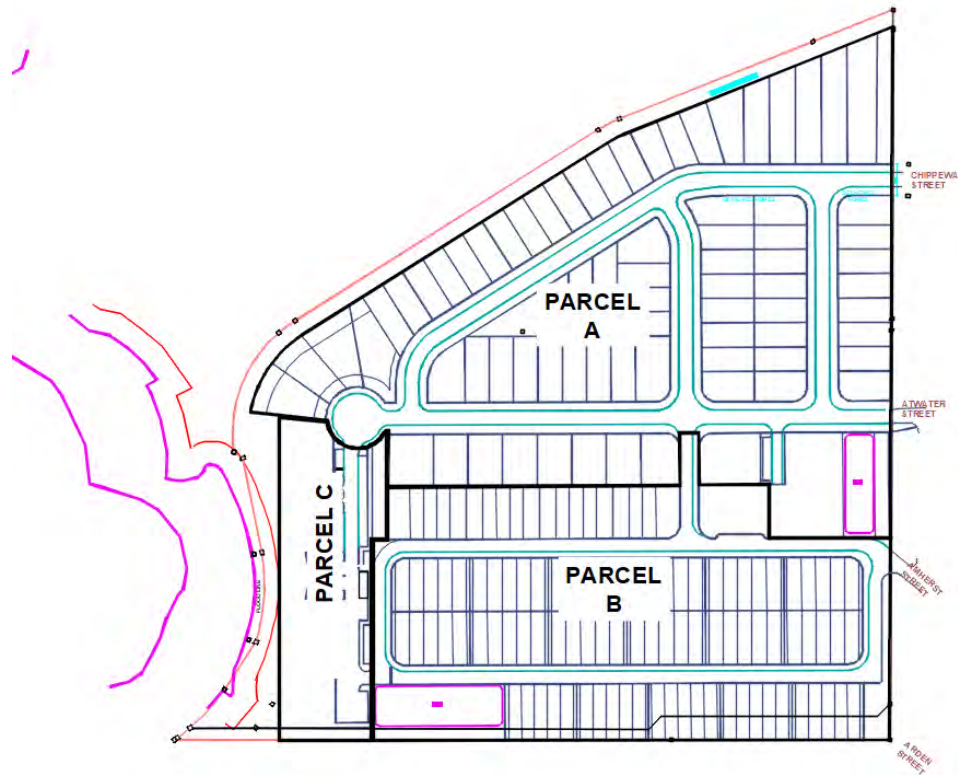 CHIPPEWA
STREET
PARCEL
A
ATWATER
STREET
PARCEL C
PARCEL
B
AMHERST
STREET
ARDEN
STREET